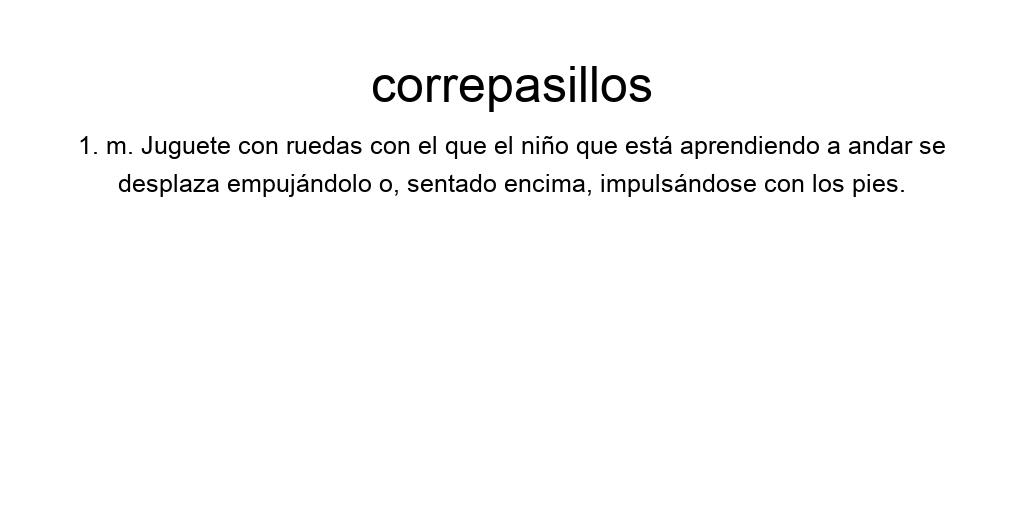 correpasillos
1. m. Juguete con ruedas con el que el niño que está aprendiendo a andar se
desplaza empujándolo o, sentado encima, impulsándose con los pies.